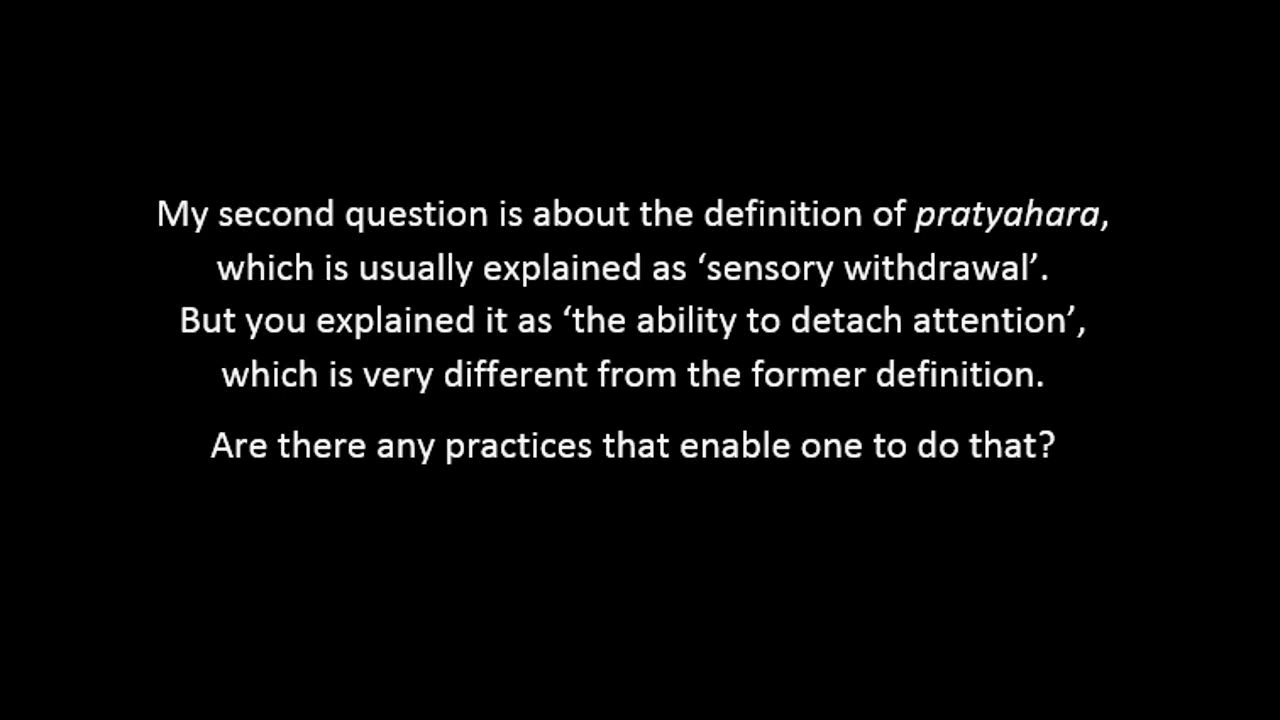 My second question is about the definition of pratyahara,
which is usually explained as ‘sensory withdrawal’.
But you explained it as ‘the ability to detach attention’,
which is very different from the former definition.
Are there any practices that enable one to do that?